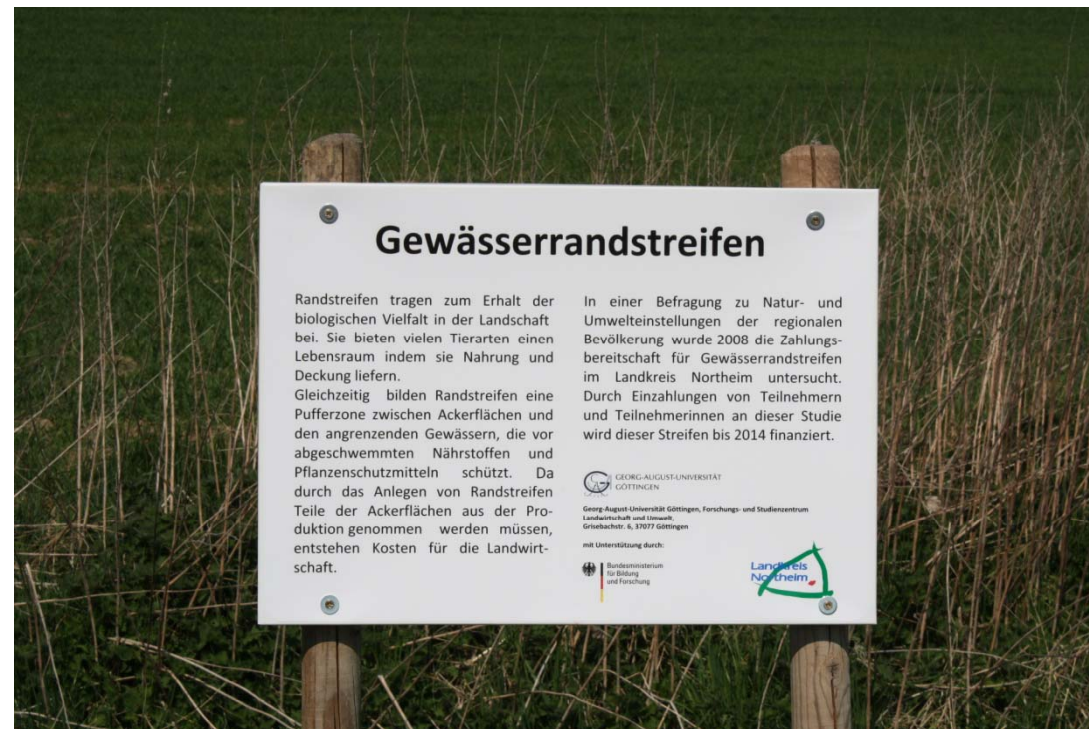 Gewässerrandstreifen
Randstreifen tragen zum Erhalt der
biologischen Vielfalt in der Landschaft
bei. Sie bieten vielen Tierarten einen
Lebensraum indem sie Nahrung und
Deckung liefern.
Gleichzeitig bilden Randstreifen eine
Pufferzone zwischen Ackerflächen und
den angrenzenden Gewässern, die vor
abgeschwemmten Nährstoffen und
Pflanzenschutzmitteln schützt. Da
durch das Anlegen von Randstreifen
Teile der Ackerflächen aus der Pro-
duktion genommen werden müssen,
entstehen Kosten für die Landwirt-
schaft.
In einer Befragung zu Natur- und
Umwelteinstellungen der regionalen
Bevölkerung wurde 2008 die Zahlungs-
bereitschaft für Gewässerrandstreifen
im Landkreis Northeim untersucht.
Durch Einzahlungen von Teilnehmern
und Teilnehmerinnen an dieser Studie
wird dieser Streifen bis 2014 finanziert.
GEORG-AUGUST-UNIVERSITÄT
GÖTTINGEN
Georg-August-Universität Göttingen, Forschungs- und Studienzentrum
Landwirtschaft und Umwelt,
Grisebachstr. 6, 37077 Göttingen
mit Unterstützung durch:
Bundesministerium
für Bildung
und Forschung
Landkreis
Northeim